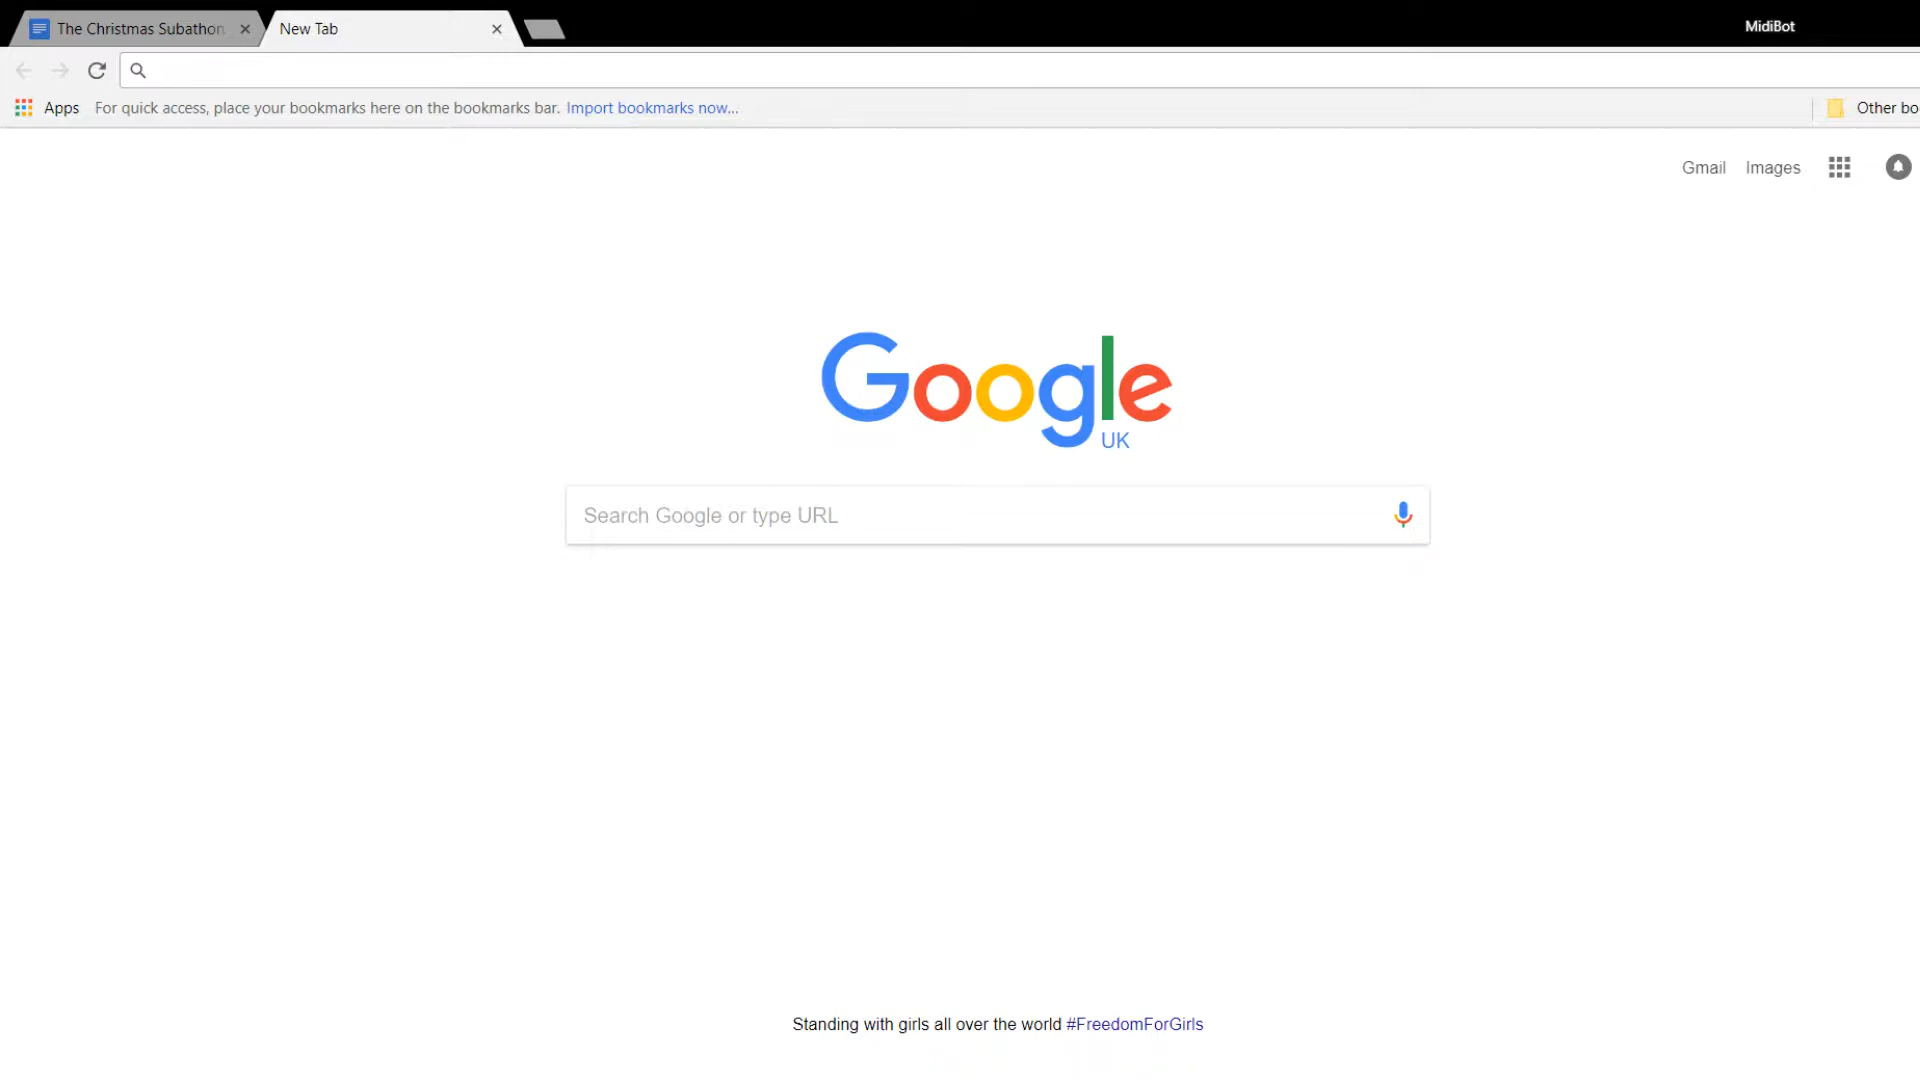 The Christmas Subathon
New Tab
MidiBot
Apps
For quick access, place your bookmarks here on the bookmarks bar. Import bookmarks now...
Other bo
Gmail
Images
Google
UK
Search Google or type URL
Standing with girls all over the world #FreedomForGirls